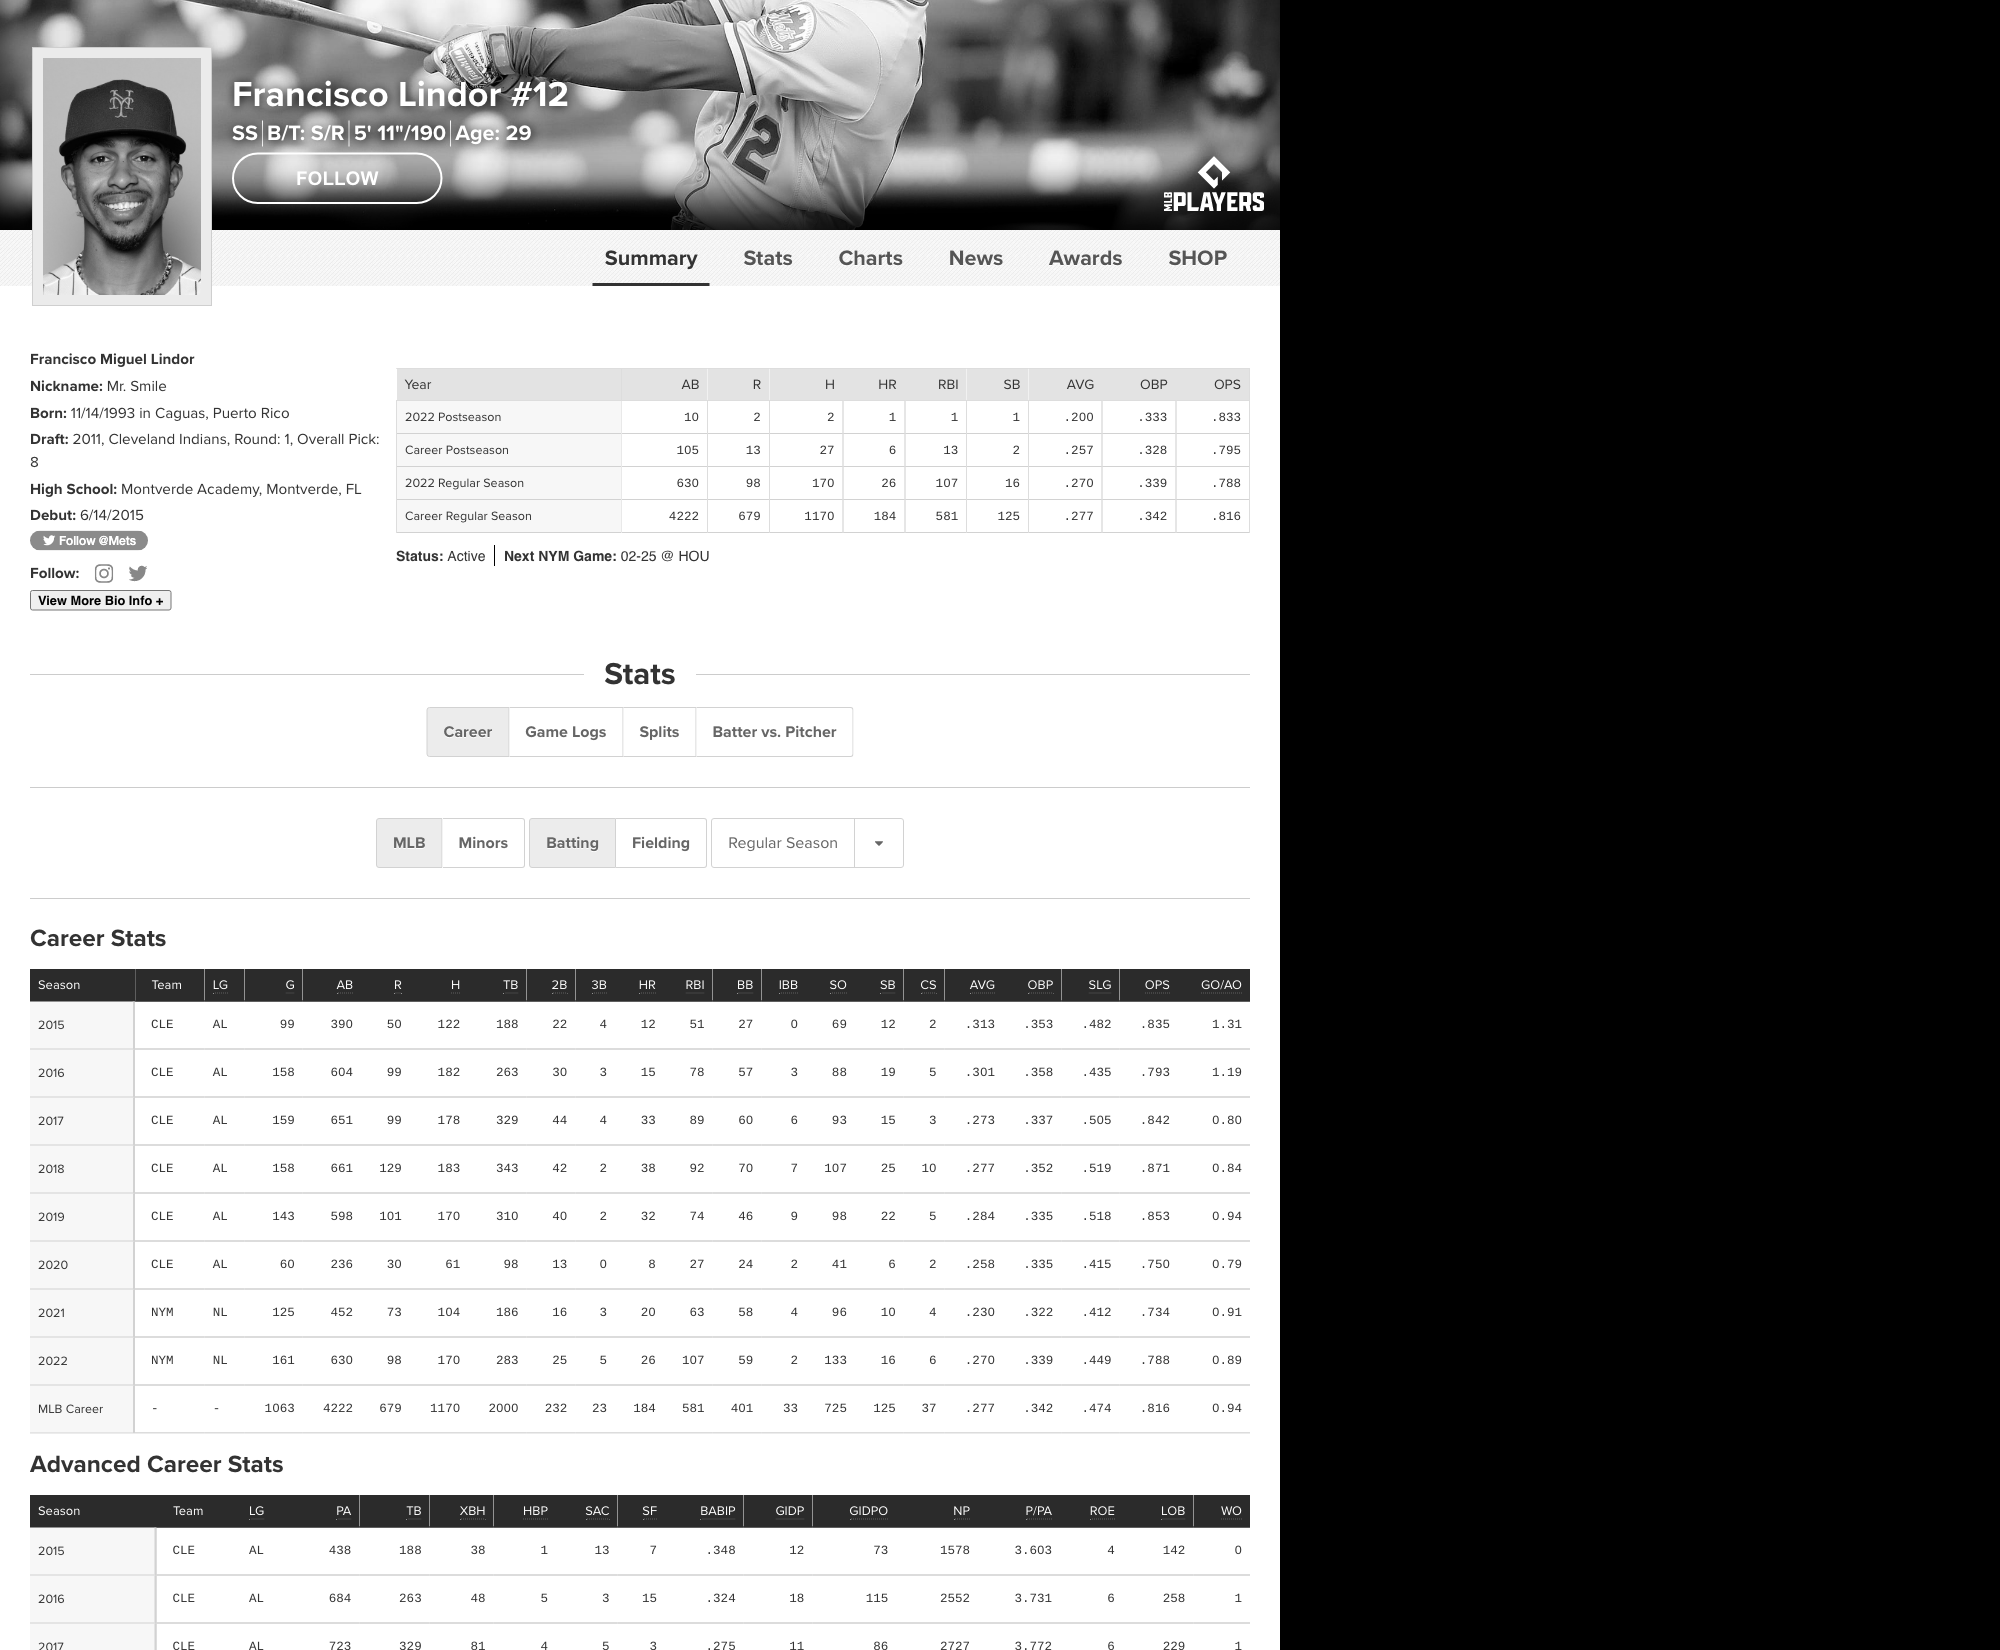 Francisco Lindor #12
SS B/T: S/R 5' 11"/190 Age: 29
FOLLOW
12
MLB PLAYERS
Summary Stats Charts News Awards SHOP
Francisco Miguel Lindor
Nickname: Mr. Smile
Born: 11/14/1993 in Caguas, Puerto Rico
Draft: 2011, Cleveland Indians, Round: 1, Overall Pick:
8
High School: Montverde Academy, Montverde, FL
Debut: 6/14/2015
Follow @Mets
Follow:
View More Bio Info +
Year AB R H HR RBI SB AVG OBP OPS
2022 Postseason 10 2 2 1 1 1 .200 .333 .833
Career Postseason 105 13 27 6 13 2 .257 .328 .795
2022 Regular Season 630 98 170 26 107 16 .270 .339 .788
Career Regular Season 4222 679 1170 184 581 125 .277 .342 .816
Status: Active Next NYM Game: 02-25 @ HOU
Stats
Career Game Logs Splits Batter vs. Pitcher
MLB Minors Batting Fielding Regular Season
Career Stats
Season Team LG G AB R H TB 2B 3B HR RBI BB IBB SO SB CS AVG OBP SLG OPS GO/AO
2015 CLE AL 99 390 50 122 188 22 4 12 51 27 0 69 12 2 .313 .353 .482 .835 1.31
2016 CLE AL 158 604 99 182 263 30 3 15 78 57 3 88 19 5 .301 .358 .435 .793 1.19
2017 CLE AL 159 651 99 178 329 44 4 33 89 60 6 93 15 3 .273 .337 .505 .842 0.80
2018 CLE AL 158 661 129 183 343 42 2 38 92 70 7 107 25 10 .277 .352 .519 .871 0.84
2019 CLE AL 143 598 101 170 310 40 2 32 74 46 9 98 22 5 .284 .335 .518 .853 0.94
2020 CLE AL 60 236 30 61 98 13 0 8 27 24 2 41 6 2 .258 .335 .415 .750 0.79
2021 NYM NL 125 452 73 104 186 16 3 20 63 58 4 96 10 4 .230 .322 .412 .734 0.91
2022 NYM NL 161 630 98 170 283 25 5 26 107 59 2 133 16 6 .270 .339 .449 .788 0.89
MLB Career - - 1063 4222 679 1170 2000 232 23 184 581 401 33 725 125 37 .277 .342 .474 .816 0.94
Advanced Career Stats
Season Team LG PA TB XBH HBP SAC SF BABIP GIDP GIDPO NP P/PA ROE LOB WO
2015 CLE AL 438 188 38 1 13 7 .348 12 73 1578 3.603 4 142 0
2016 CLE AL 684 263 48 5 3 15 .324 18 115 2552 3.731 6 258 1
2017 CLE AL 723 329 81 4 5 3 .275 11 86 2727 3.772 6 229 1